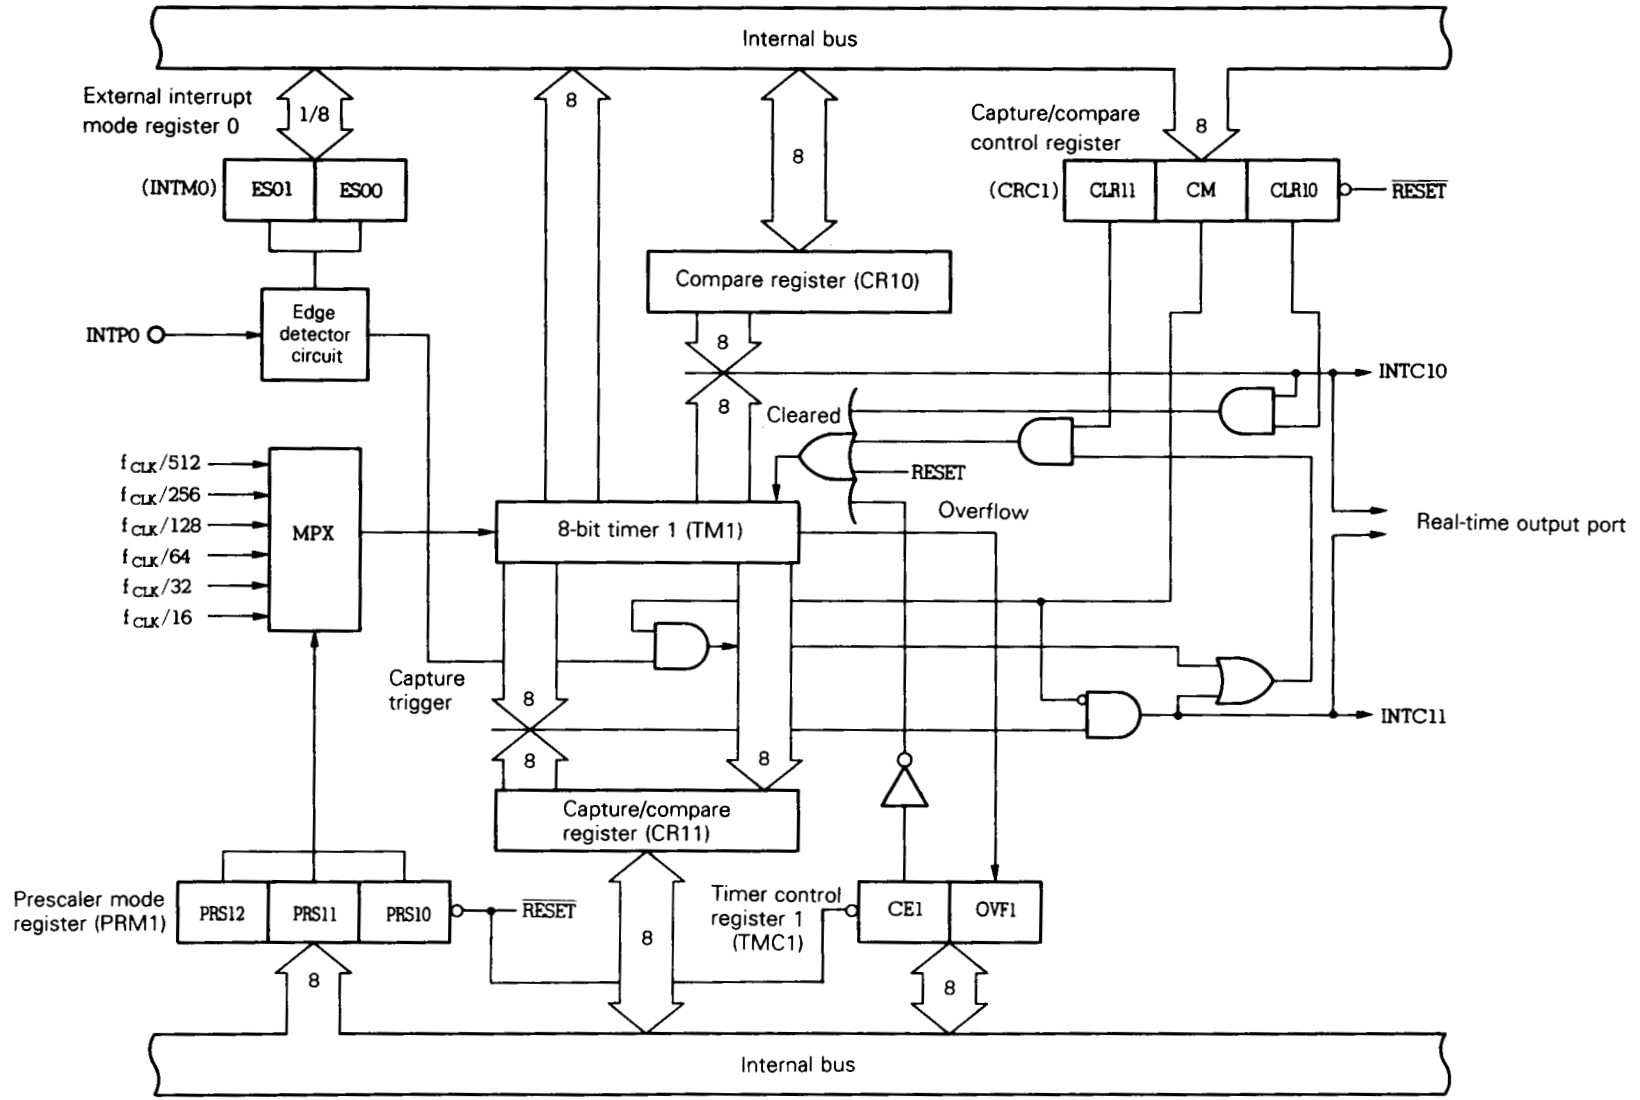 Internal bus
External interrupt
mode register 0
1/8
8
8
Capture/compare
control register
8
(INTM0)
ES01
ES00
(CRC1)
CLR11
CM
CLR10
RESET
Compare register (CR10)
INTP0
Edge
detector
circuit
8
INTC10
8
Cleared
RESET
Overflow
fCLK/512
fCLK/256
fCLK/128
fCLK/64
fCLK/32
fCLK/16
MPX
8-bit timer 1 (TM1)
Real-time output port
Capture
trigger
8
8
8
INTC11
Capture/compare
register (CR11)
Prescaler mode
register (PRM1)
PRS12
PRS11
PRS10
RESET
Timer control
register 1
(TMC1)
CE1
OVF1
8
8
8
Internal bus